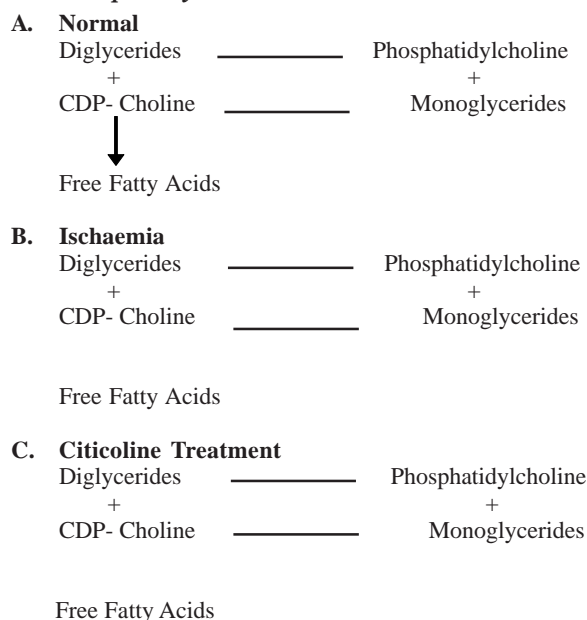 A. Normal
Diglycerides Phosphatidylcholine
+ +
CDP- Choline Monoglycerides
Free Fatty Acids
B. Ischaemia
Diglycerides Phosphatidylcholine
+ +
CDP- Choline Monoglycerides
Free Fatty Acids
C. Citicoline Treatment
Diglycerides Phosphatidylcholine
+ +
CDP- Choline Monoglycerides
Free Fatty Acids